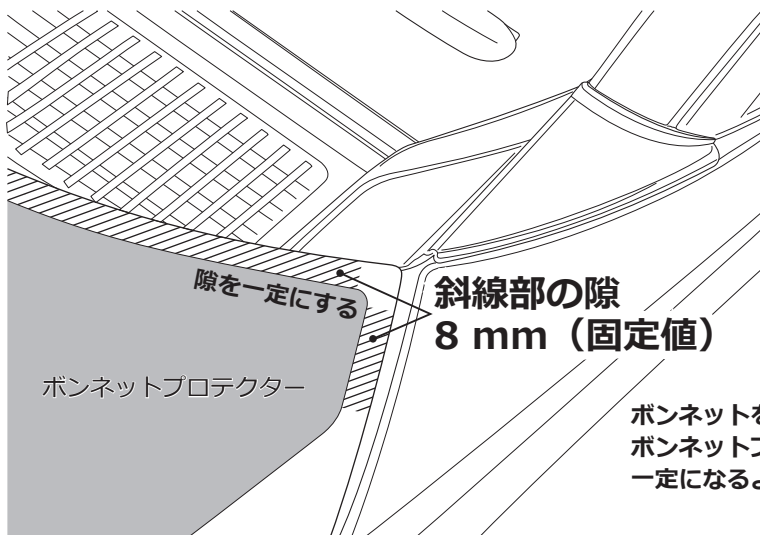 隙を一定にする
斜線部の隙
8 mm（固定値）
ボンネットプロテクター
ボンネットを
ボンネットプ
一定になるよ